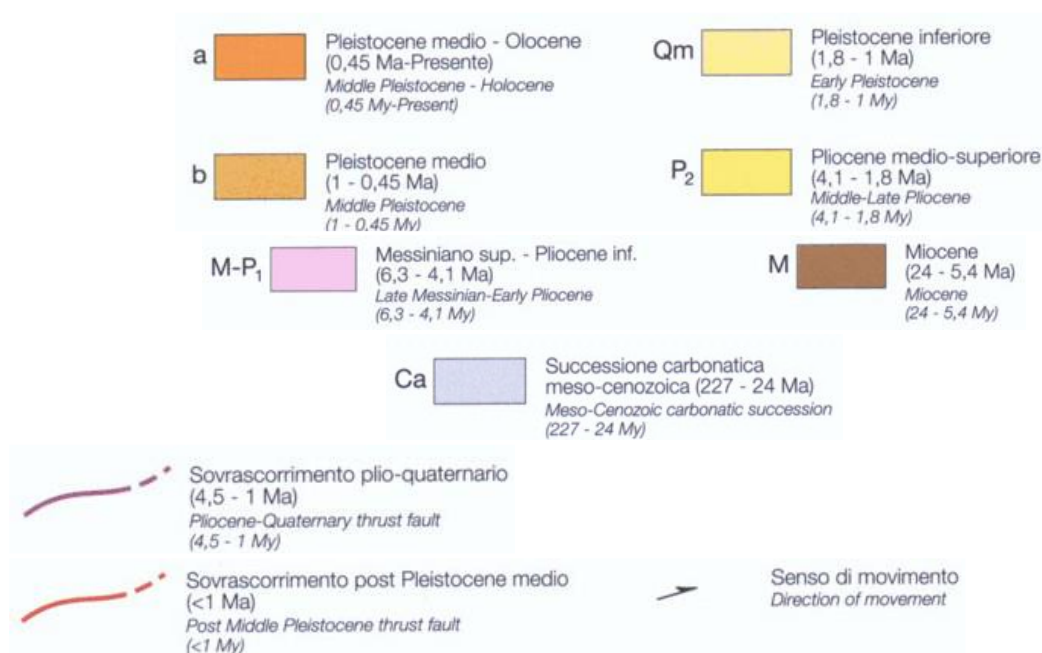 a
Pleistocene medio - Olocene
(0,45 Ma-Presente)
Middle Pleistocene - Holocene
(0,45 My-Present)
Qm
Pleistocene inferiore
(1,8 - 1 Ma)
Early Pleistocene
(1,8 - 1 My)
b
Pleistocene medio
(1 - 0,45 Ma)
Middle Pleistocene
(1 - 0,45 My)
P2
Pliocene medio-superiore
(4,1 - 1,8 Ma)
Middle-Late Pliocene
(4,1 - 1,8 My)
M-P1
Messiniano sup. - Pliocene inf.
(6,3 - 4,1 Ma)
Late Messinian-Early Pliocene
(6,3 - 4,1 My)
M
Miocene
(24 - 5,4 Ma)
Miocene
(24 - 5,4 My)
Ca
Successione carbonatica
meso-cenozoica (227 - 24 Ma)
Meso-Cenozoic carbonatic succession
(227 - 24 My)
Sovrascorrimento plio-quaternario
(4,5 - 1 Ma)
Pliocene-Quaternary thrust fault
(4,5 - 1 My)
Sovrascorrimento post Pleistocene medio
(<1 Ma)
Post Middle Pleistocene thrust fault
(<1 My)
Senso di movimento
Direction of movement